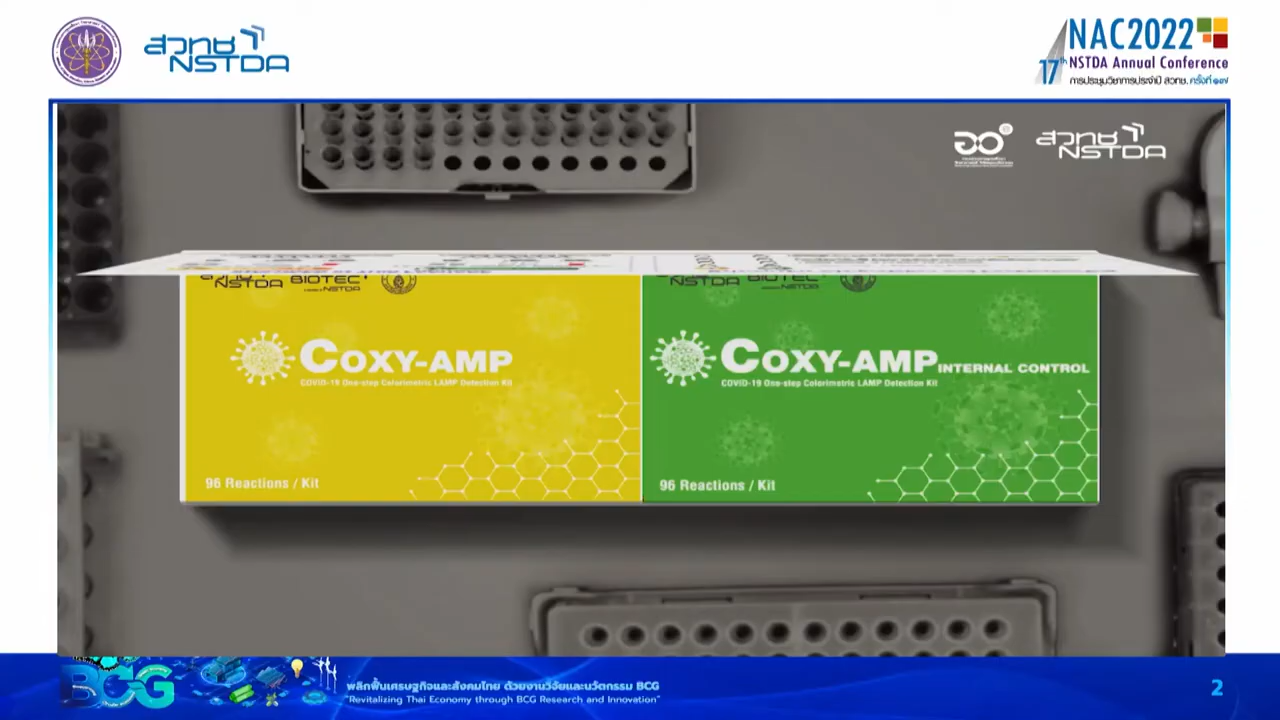 สวทช
NSTDA
NAC2022
17th NSTDA Annual Conference
การประชุมวิชาการประจำปี สวทช. ครั้งที่ ๑๗
อว
สวทช
NSTDA
NSTDA
BIOTEC
NSTDA
BIOTEC
COXY-AMP
COVID-19 One-step Colorimetric LAMP Detection Kit
96 Reactions / Kit
COXY-AMP INTERNAL CONTROL
COVID-19 One-step Colorimetric LAMP Detection Kit
96 Reactions / Kit
BCG
พลิกฟื้นเศรษฐกิจและสังคมไทย ด้วยงานวิจัยและนวัตกรรม BCG
"Revitalizing Thai Economy through BCG Research and Innovation"
2